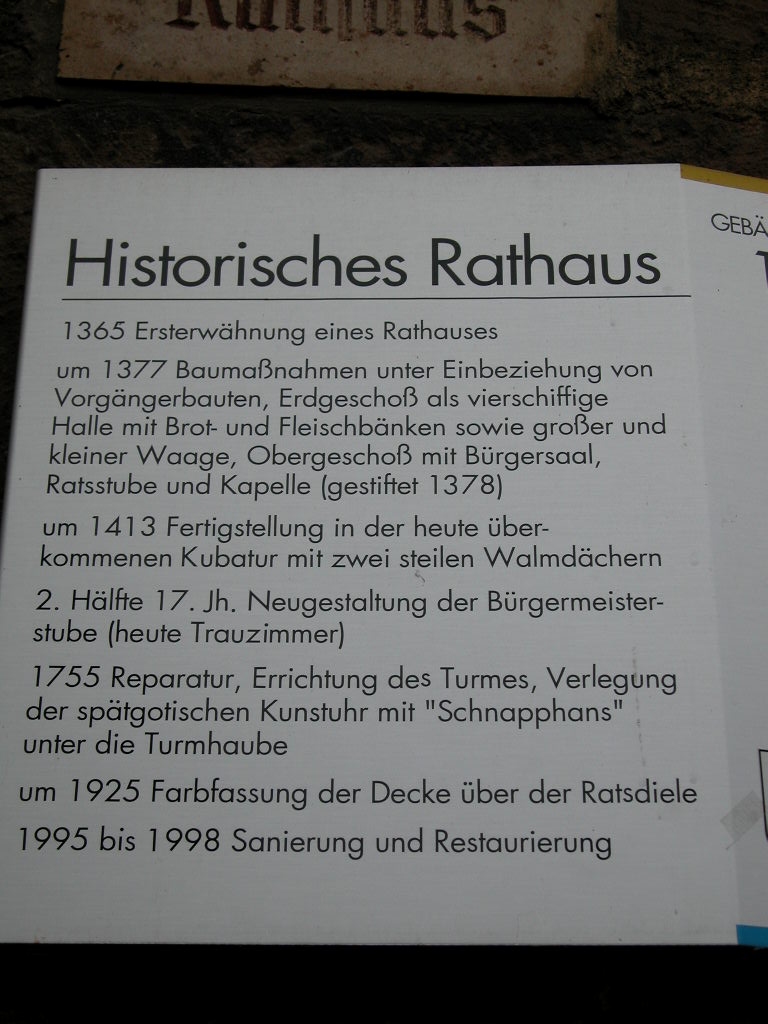 Rathaus
Historisches Rathaus
GEBÄ
1365 Ersterwähnung eines Rathauses
um 1377 Baumaßnahmen unter Einbeziehung von
Vorgängerbauten, Erdgeschoß als vierschiffige
Halle mit Brot- und Fleischbänken sowie großer und
kleiner Waage, Obergeschoß mit Bürgersaal,
Ratsstube und Kapelle (gestiftet 1378)
um 1413 Fertigstellung in der heute über-
kommenen Kubatur mit zwei steilen Walmdächern
2. Hälfte 17. Jh. Neugestaltung der Bürgermeister-
stube (heute Trauzimmer)
1755 Reparatur, Errichtung des Turmes, Verlegung
der spätgotischen Kunstuhr mit "Schnapphans"
unter die Turmhaube
um 1925 Farbfassung der Decke über der Ratsdiele
1995 bis 1998 Sanierung und Restaurierung